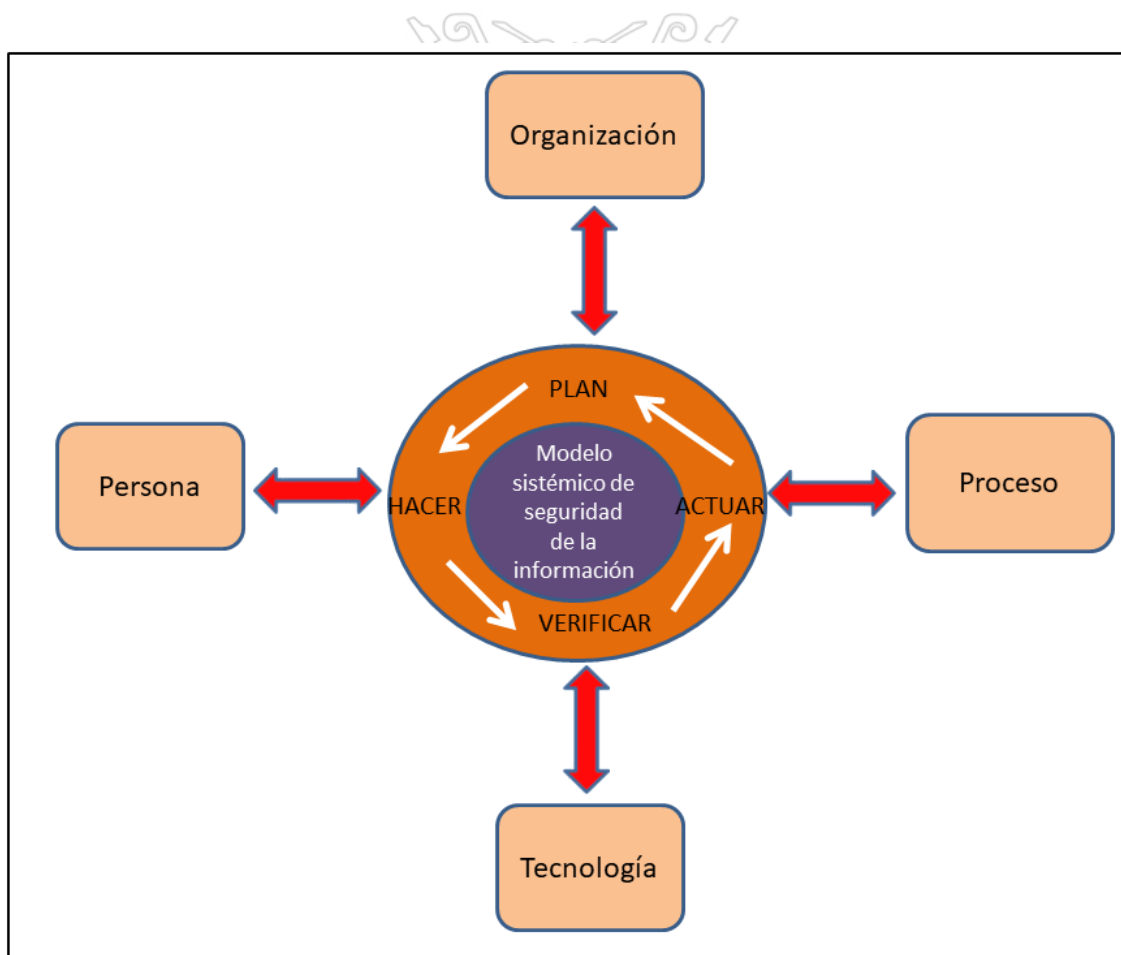 Organización
PLAN
Persona
HACER
Modelo
sistémico de
seguridad
de la
información
ACTUAR
Proceso
VERIFICAR
Tecnología